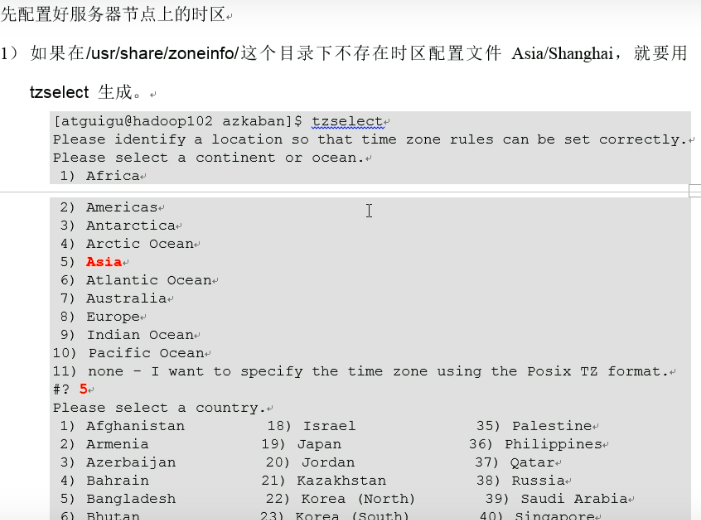 先配置好服务器节点上的时区
1） 如果在/usr/share/zoneinfo/这个目录下不存在时区配置文件 Asia/Shanghai，就要用
tzselect 生成。
[atguigu@hadoop102 azkaban]$ tzselect
Please identify a location so that time zone rules can be set correctly.
Please select a continent or ocean.
1) Africa
2) Americas
3) Antarctica
4) Arctic Ocean
5) Asia
6) Atlantic Ocean
7) Australia
8) Europe
9) Indian Ocean
10) Pacific Ocean
11) none - I want to specify the time zone using the Posix TZ format.
#? 5
Please select a country.
1) Afghanistan 18) Israel 35) Palestine
2) Armenia 19) Japan 36) Philippines
3) Azerbaijan 20) Jordan 37) Qatar
4) Bahrain 21) Kazakhstan 38) Russia
5) Bangladesh 22) Korea (North) 39) Saudi Arabia
6) Bhutan 23) Korea (South) 40) Singapore